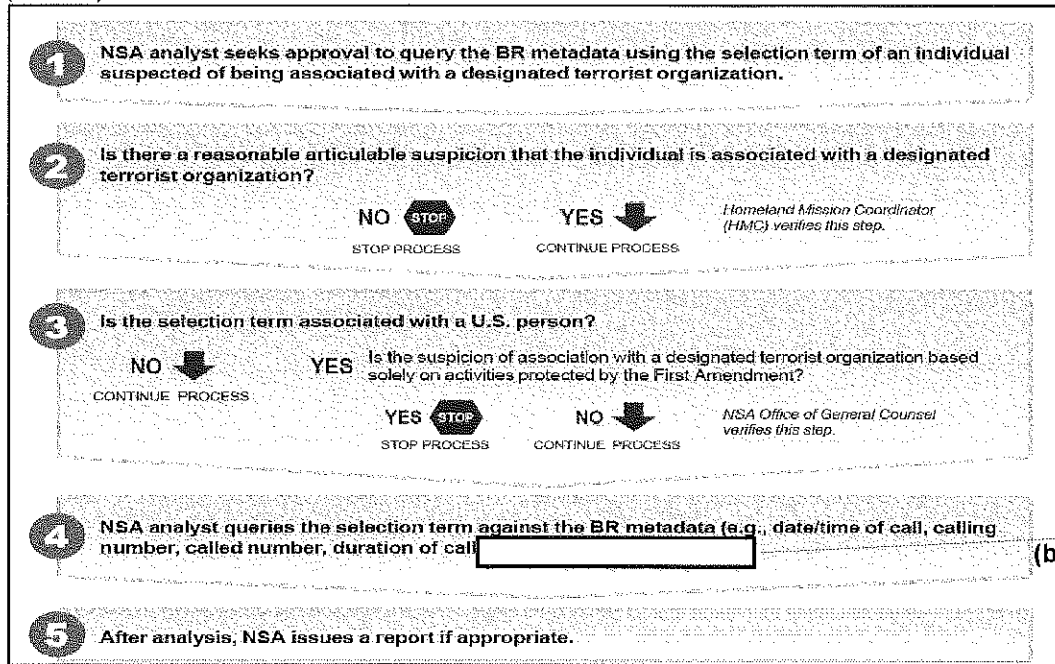 1 NSA analyst seeks approval to query the BR metadata using the selection term of an individual
suspected of being associated with a designated terrorist organization.
2 Is there a reasonable articulable suspicion that the individual is associated with a designated
terrorist organization?
NO STOP YES Homeland Mission Coordinator
(HMC) verifies this step.
STOP PROCESS CONTINUE PROCESS
3 Is the selection term associated with a U.S. person?
NO YES Is the suspicion of association with a designated terrorist organization based
solely on activities protected by the First Amendment?
CONTINUE PROCESS
YES STOP NO NSA Office of General Counsel
verifies this step.
STOP PROCESS CONTINUE PROCESS
4 NSA analyst queries the selection term against the BR metadata (e.g., date/time of call, calling
number, called number, duration of call
(b
5 After analysis, NSA issues a report if appropriate.